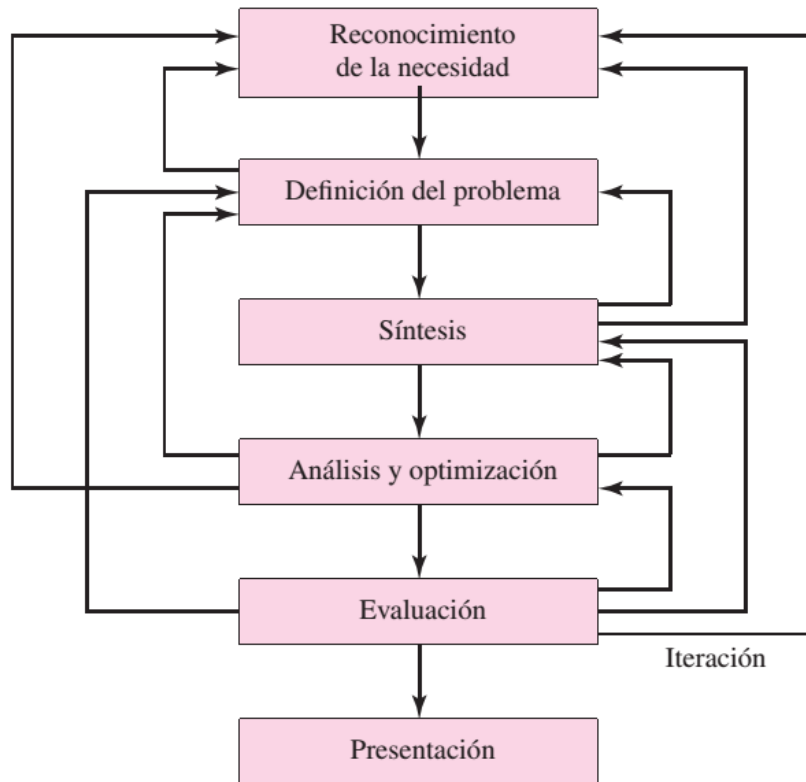 Reconocimiento
de la necesidad
Definición del problema
Síntesis
Análisis y optimización
Evaluación
Iteración
Presentación